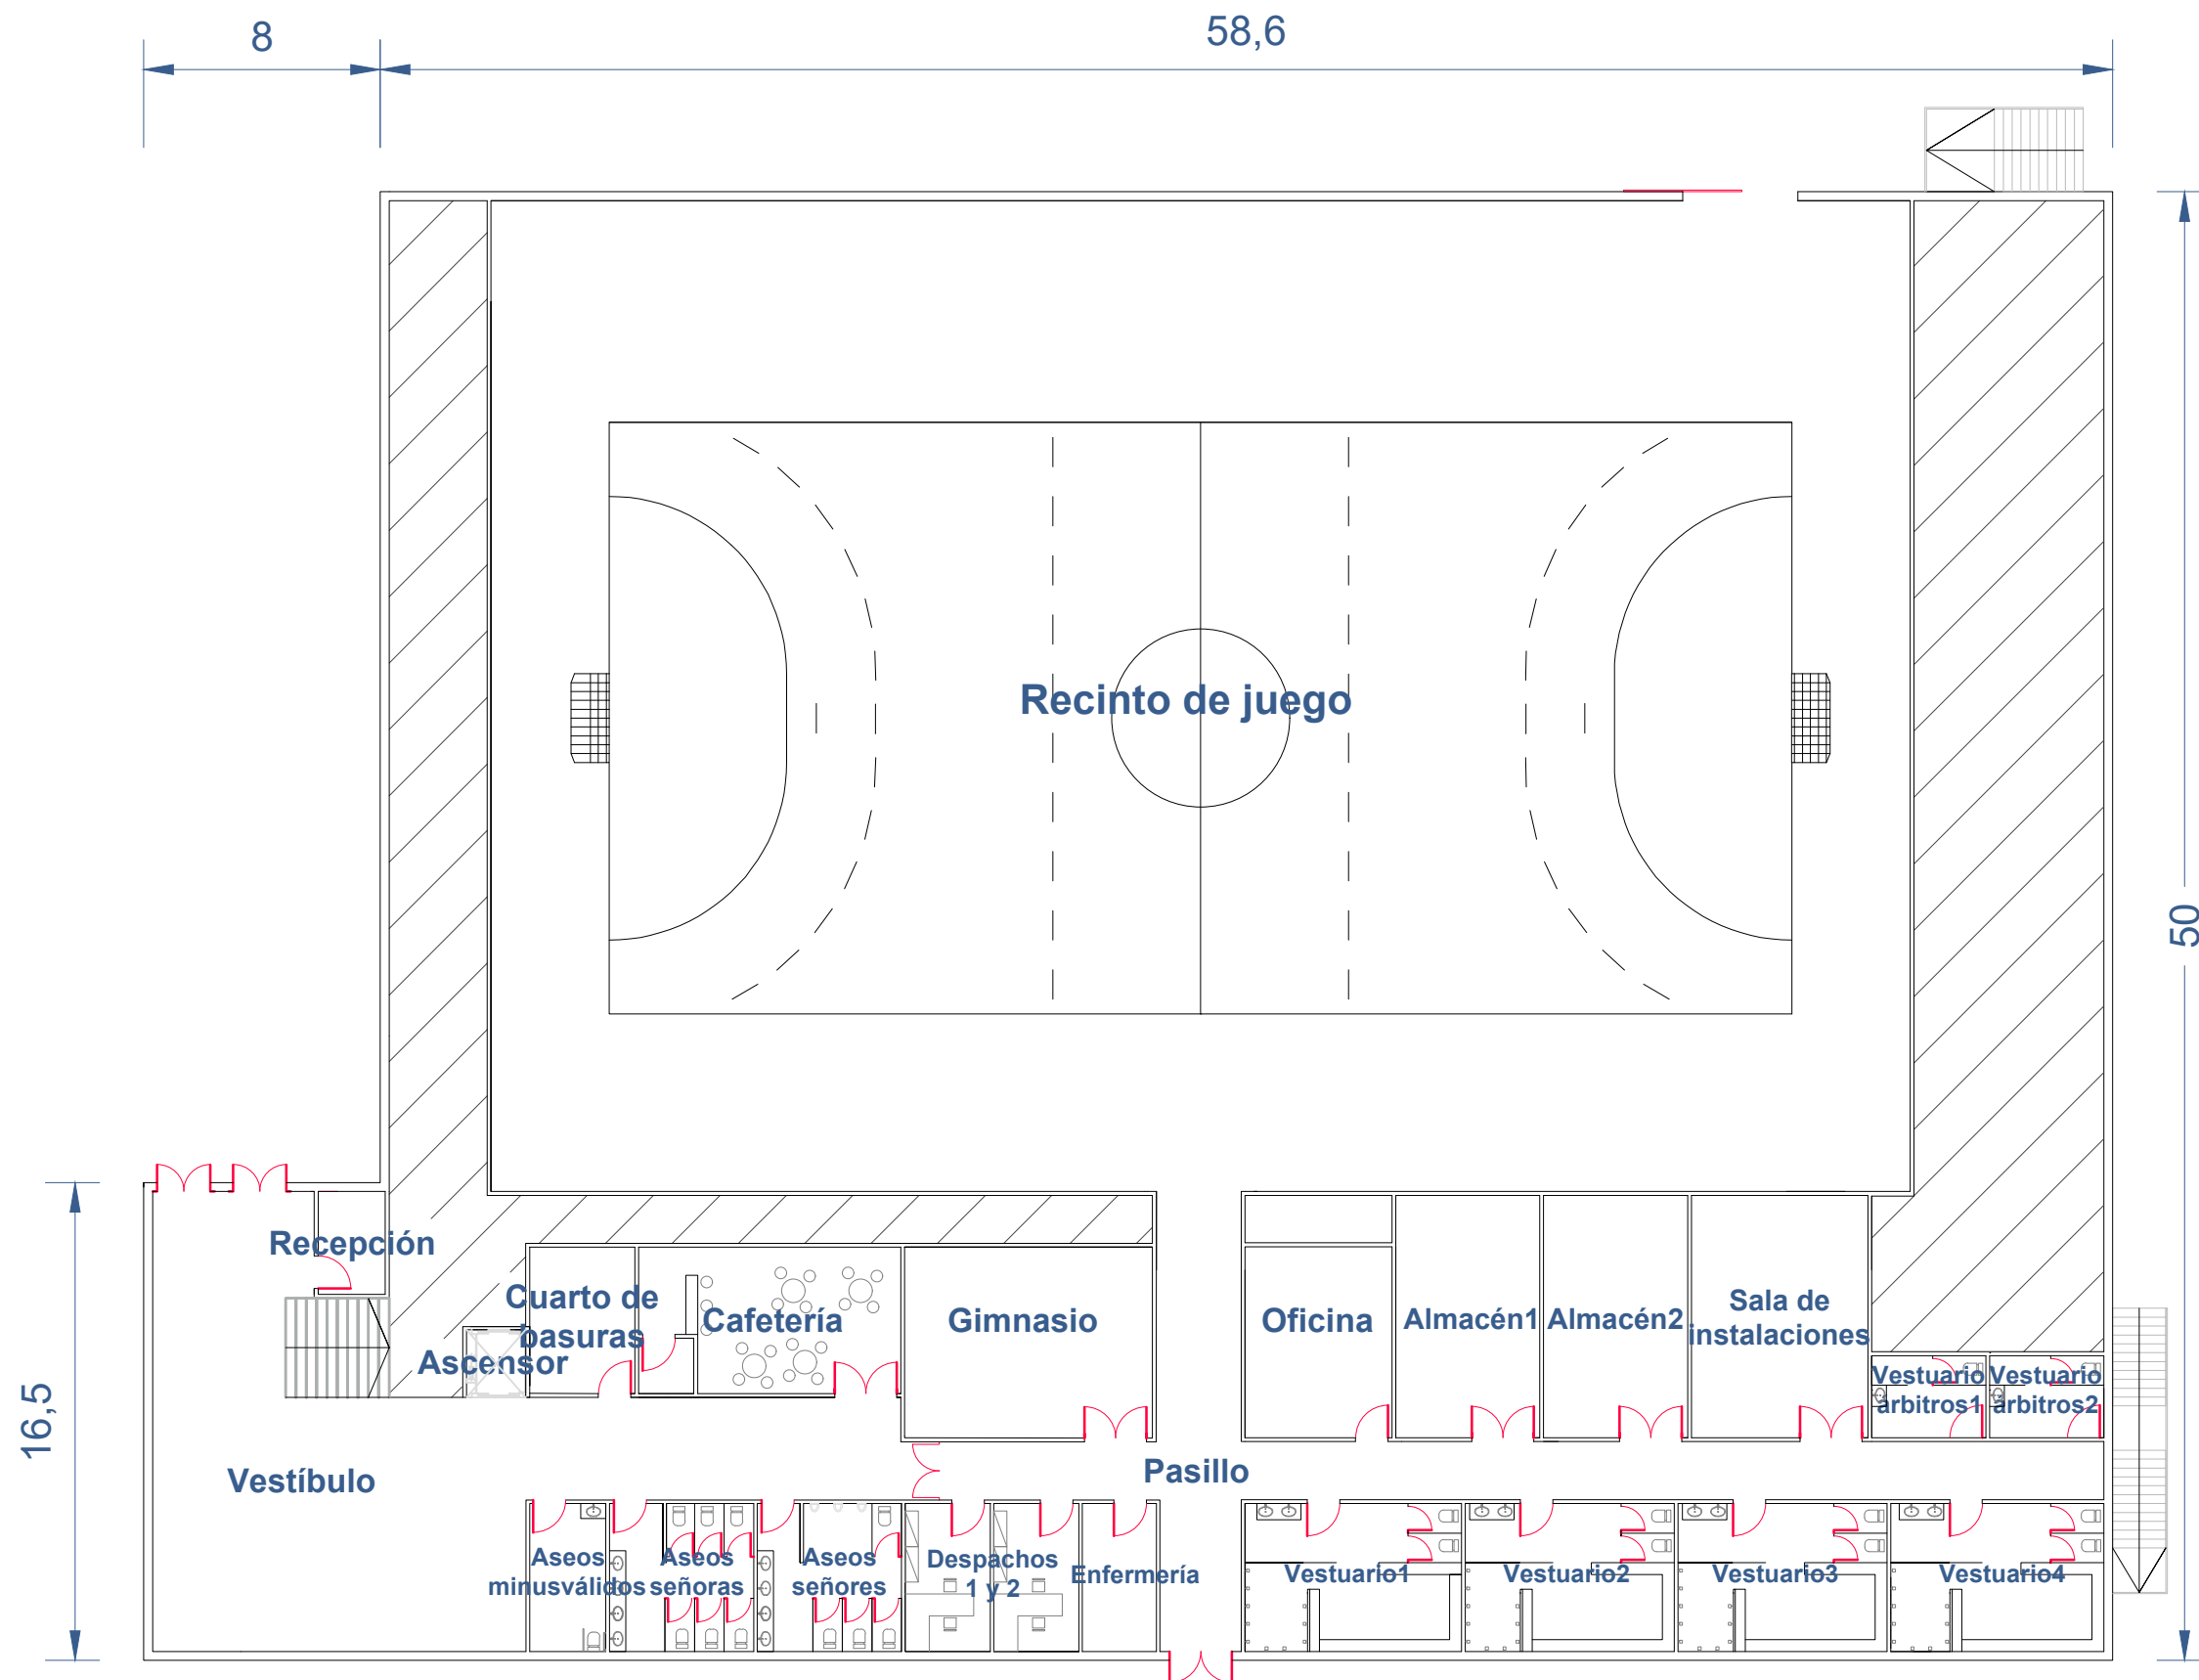 8
58,6
50
16,5
Recinto de juego
Recepción
Cuarto de
basuras
Ascensor
Cafetería
Gimnasio
Oficina
Almacén1
Almacén2
Sala de
instalaciones
Vestuario
árbitros1
Vestuario
árbitros2
Vestíbulo
Pasillo
Aseos
minusválidos
Aseos
señoras
Aseos
señores
Despachos
1 y 2
Enfermería
Vestuario1
Vestuario2
Vestuario3
Vestuario4